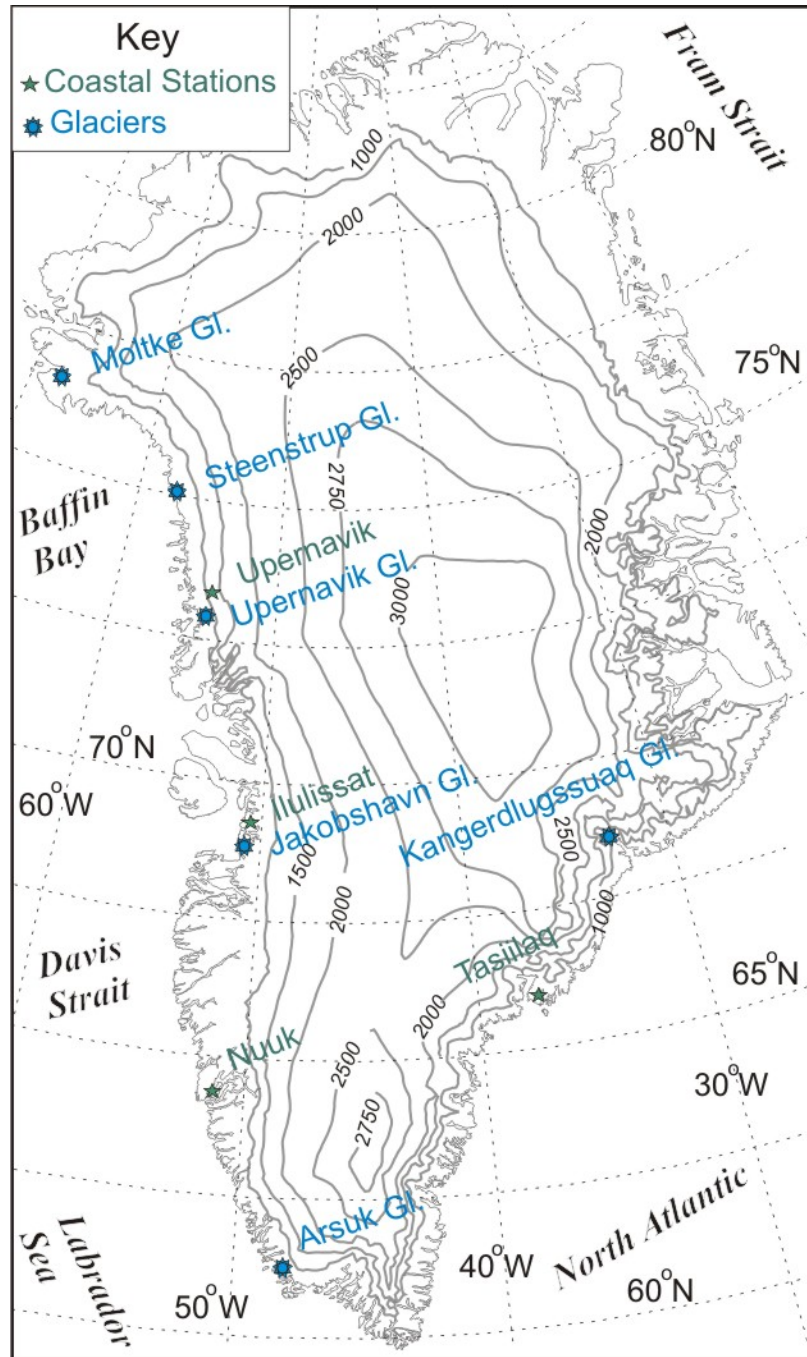 Key
Coastal Stations
Glaciers
Fram Strait
80°N
1000
2000
Moltke Gl.
2500
75°N
Steenstrup Gl.
2750
2000
Baffin
Bay
Upernavik
Upernavik Gl.
3000
70°N
60°W
Ilulissat
Jakobshavn Gl.
Kangerdlugssuaq Gl.
1500
2500
2000
1000
Davis
Strait
Tasiilaq
65°N
2000
Nuuk
2500
30°W
2750
Arsuk Gl.
North Atlantic
Labrador
Sea
40°W
50°W
60°N